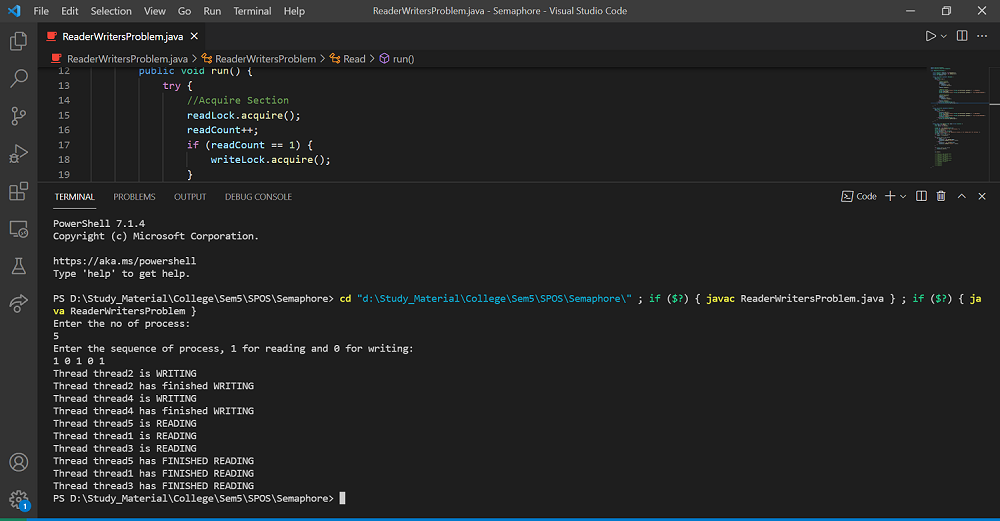 File Edit Selection View Go Run Terminal Help ReaderWritersProblem.java - Semaphore - Visual Studio Code
ReaderWritersProblem.java
ReaderWritersProblem.java > ReaderWritersProblem > Read > run()
12 public void run() {
13 try {
14 //Acquire Section
15 readLock.acquire();
16 readCount++;
17 if (readCount == 1) {
18 writeLock.acquire();
19 }
TERMINAL PROBLEMS OUTPUT DEBUG CONSOLE Code
PowerShell 7.1.4
Copyright (c) Microsoft Corporation.
https://aka.ms/powershell
Type 'help' to get help.
PS D:\Study_Material\College\Sem5\SPOS\Semaphore> cd "d:\Study_Material\College\Sem5\SPOS\Semaphore\" ; if ($?) { javac ReaderWritersProblem.java } ; if ($?) { ja
va ReaderWritersProblem }
Enter the no of process:
5
Enter the sequence of process, 1 for reading and 0 for writing:
1 0 1 0 1
Thread thread2 is WRITING
Thread thread2 has finished WRITING
Thread thread4 is WRITING
Thread thread4 has finished WRITING
Thread thread5 is READING
Thread thread1 is READING
Thread thread3 is READING
Thread thread5 has FINISHED READING
Thread thread1 has FINISHED READING
Thread thread3 has FINISHED READING
PS D:\Study_Material\College\Sem5\SPOS\Semaphore>
1